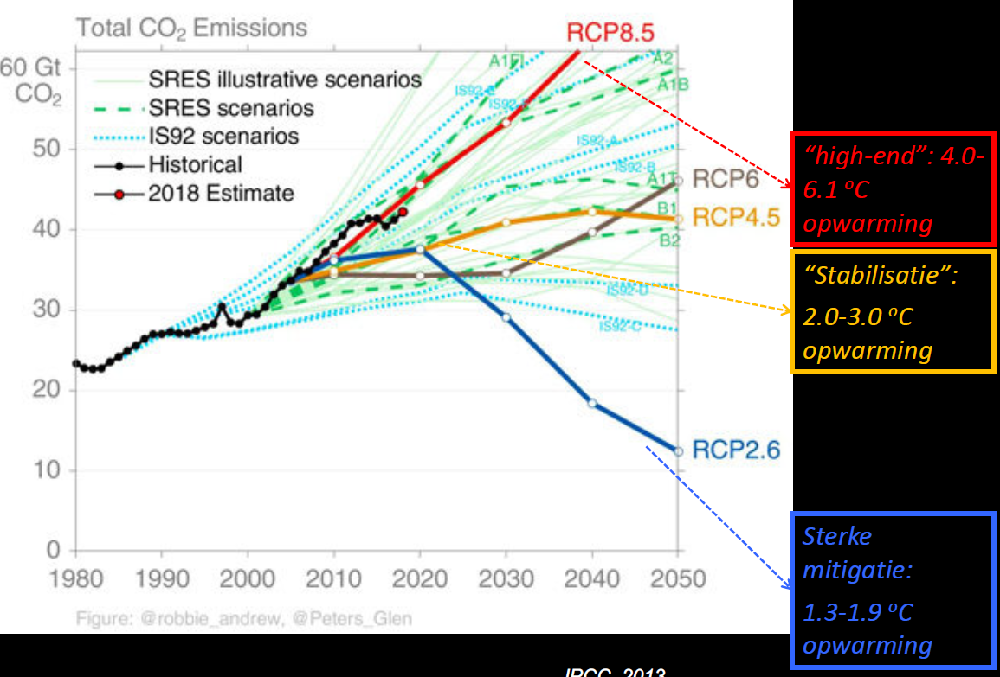 Total CO₂ Emissions
RCP8.5
60 Gt
CO₂
50
40
30
20
10
0
SRES illustrative scenarios
SRES scenarios
IS92 scenarios
Historical
2018 Estimate
A1FI
A2
A1B
IS92-E
IS92-F
IS92-A
IS92-B
A1T
B1
B2
IS92-D
IS92-C
RCP6
RCP4.5
RCP2.6
1980 1990 2000 2010 2020 2030 2040 2050
Figure: @robbie_andrew, @Peters_Glen
“high-end”: 4.0-
6.1 °C
opwarming
“Stabilisatie”:
2.0-3.0 °C
opwarming
Sterke
mitigatie:
1.3-1.9 °C
opwarming
IPCC, 2013